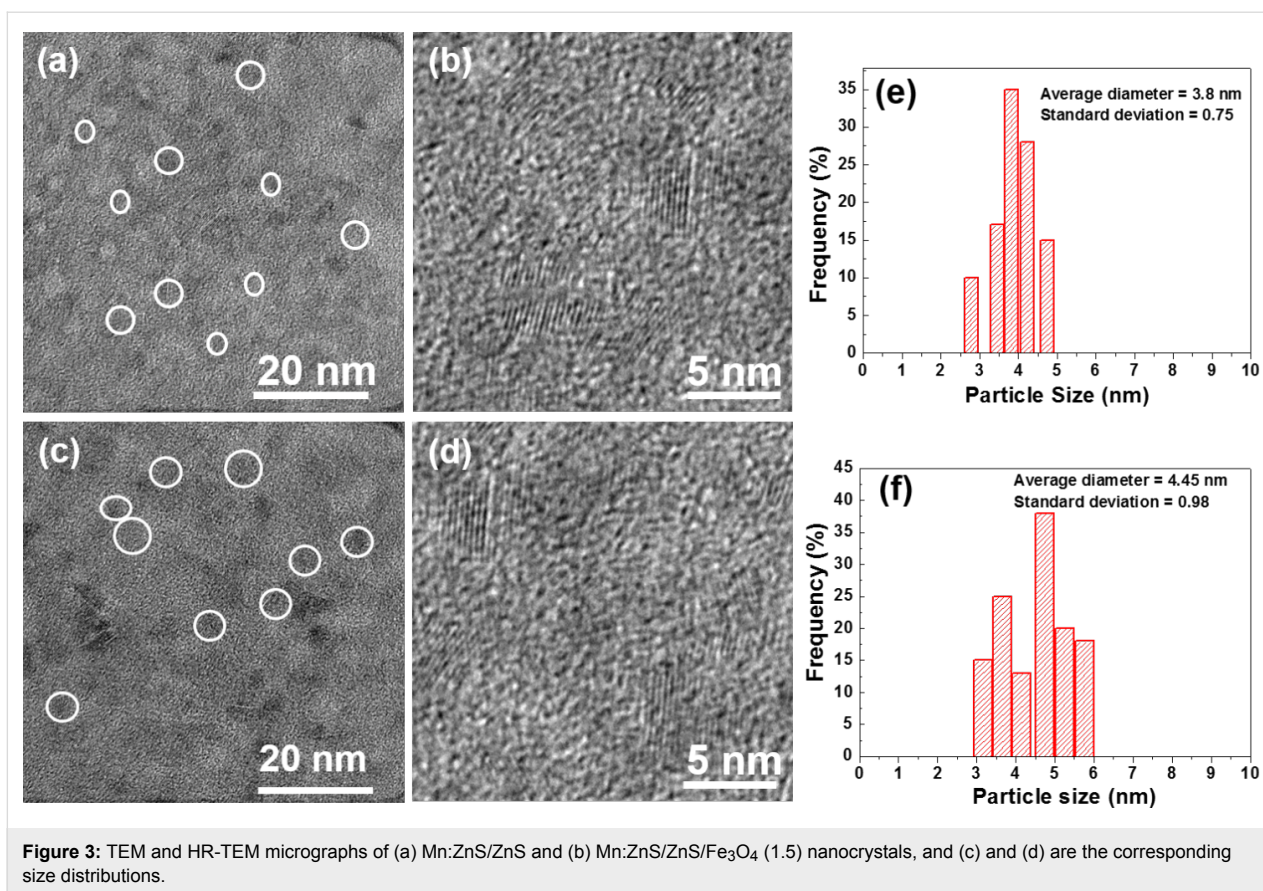 (a)
20 nm
(b)
5 nm
(e)
Average diameter = 3.8 nm
Standard deviation = 0.75
Frequency (%)
35
30
25
20
15
10
5
0
0 1 2 3 4 5 6 7 8 9 10
Particle Size (nm)
(c)
20 nm
(d)
5 nm
(f)
Average diameter = 4.45 nm
Standard deviation = 0.98
Frequency (%)
45
40
35
30
25
20
15
10
5
0
0 1 2 3 4 5 6 7 8 9 10
Particle size (nm)
Figure 3: TEM and HR-TEM micrographs of (a) Mn:ZnS/ZnS and (b) Mn:ZnS/ZnS/Fe₃O₄ (1.5) nanocrystals, and (c) and (d) are the corresponding
size distributions.